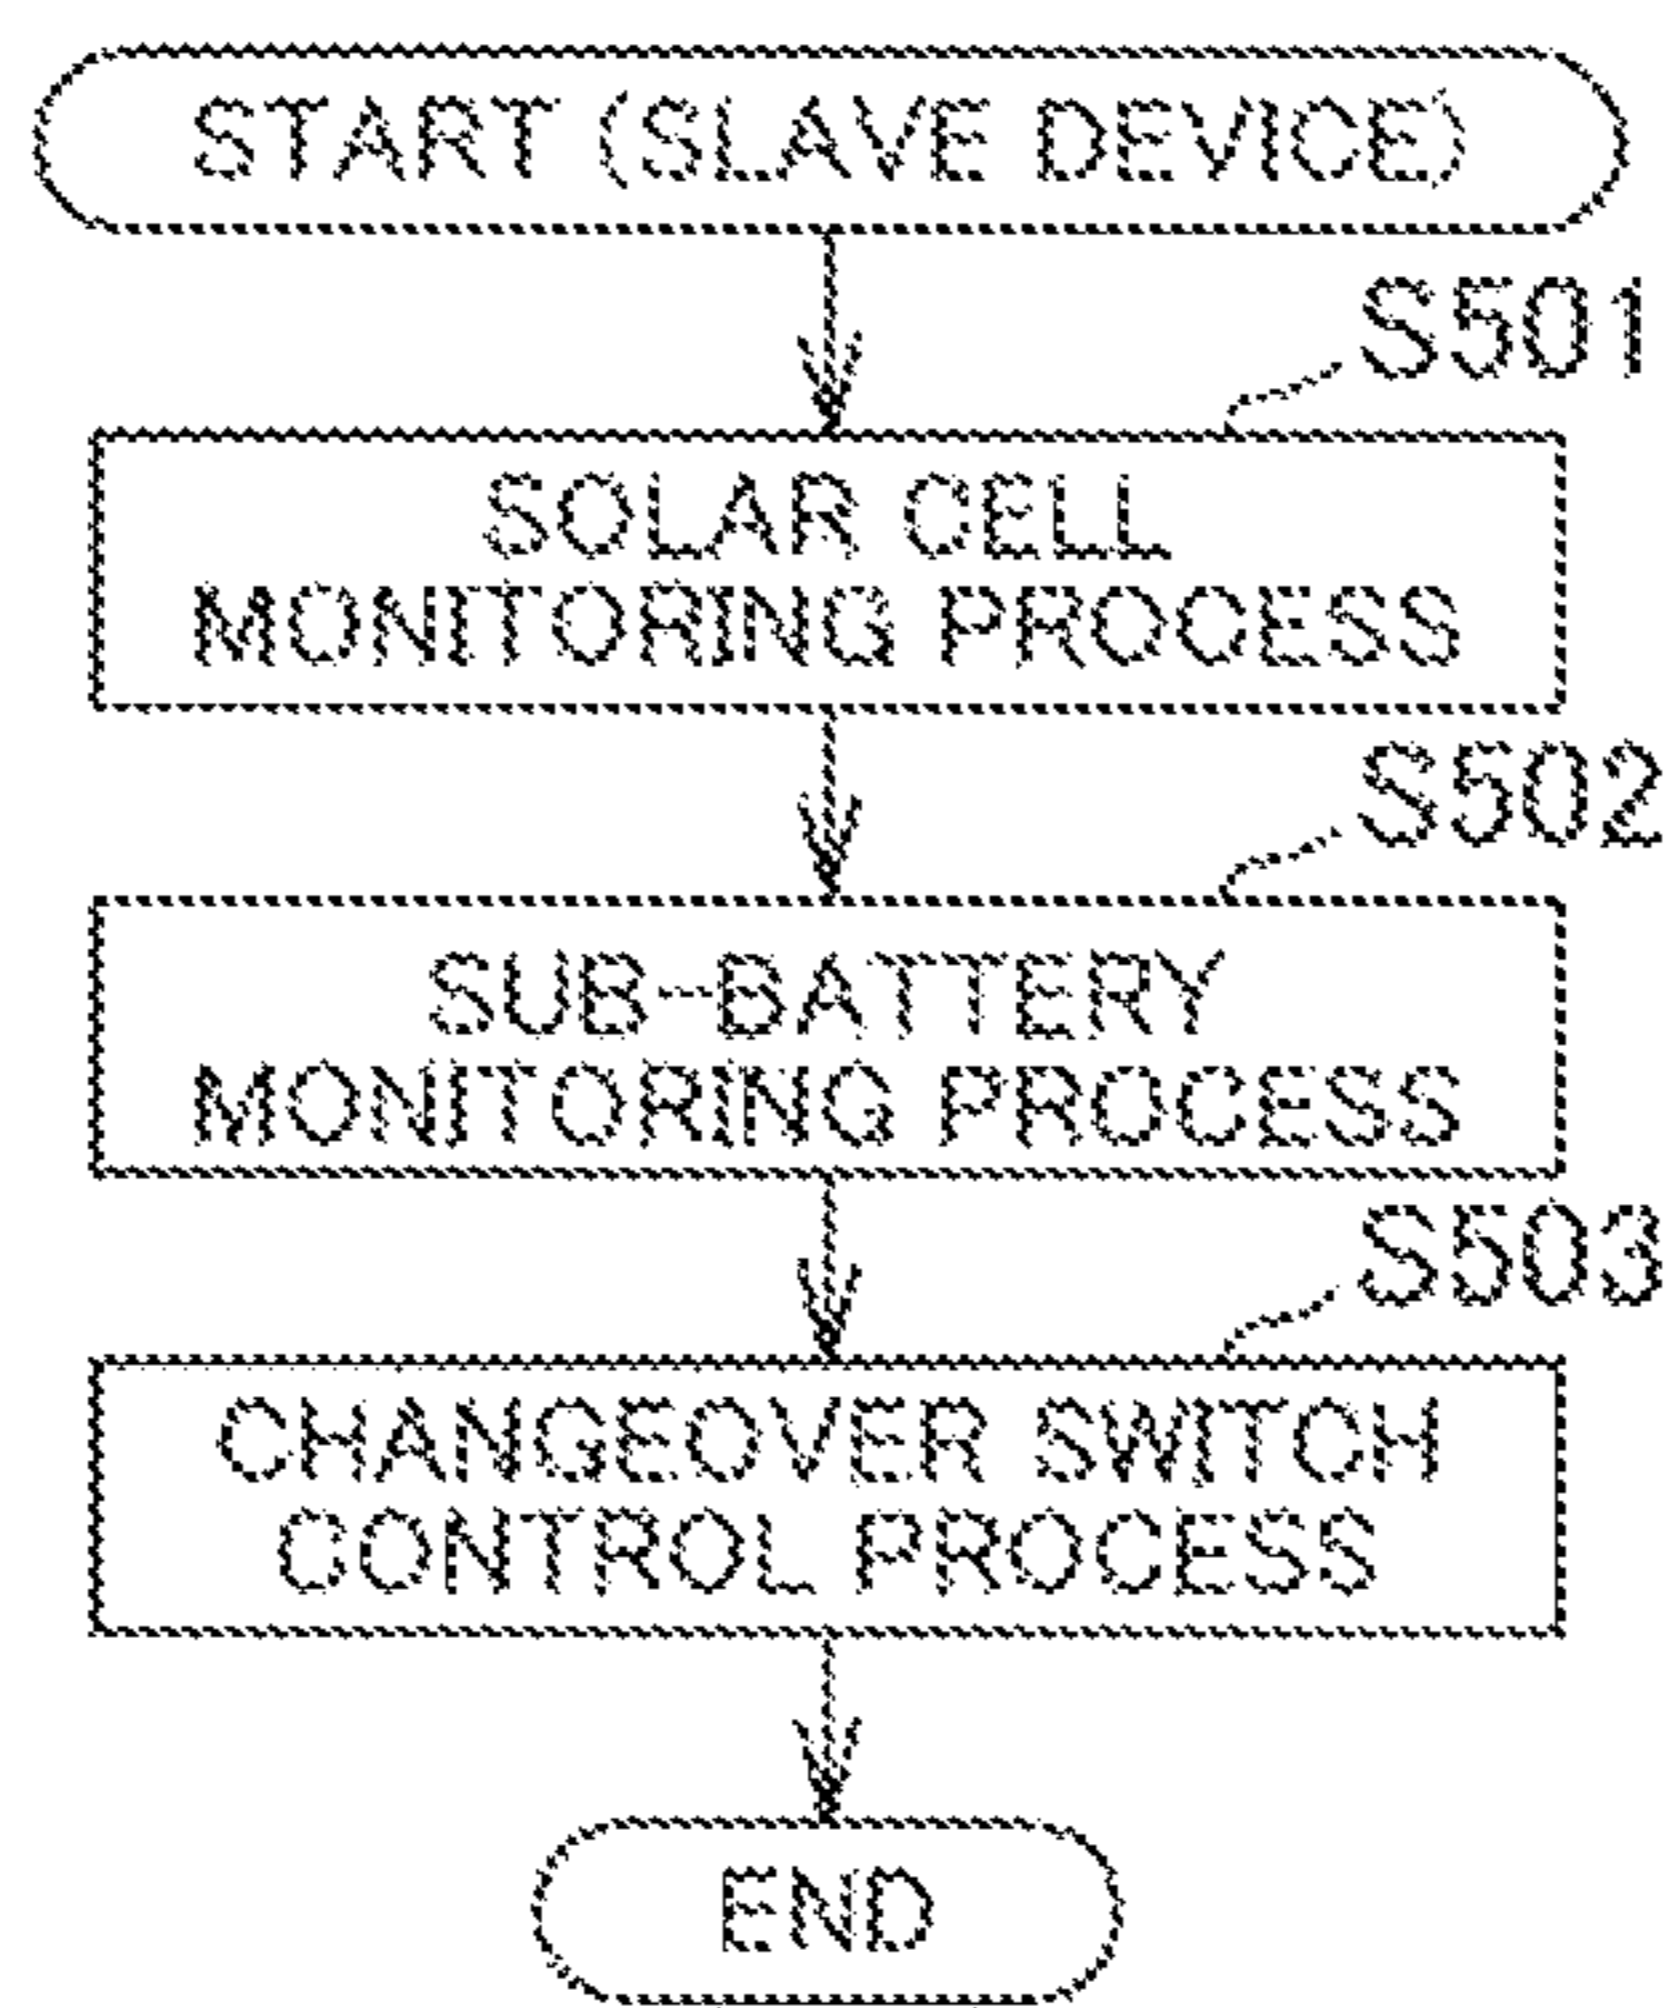 START (SLAVE DEVICE)
S501
SOLAR CELL
MONITORING PROCESS
S502
SUB-BATTERY
MONITORING PROCESS
S503
CHANGEOVER SWITCH
CONTROL PROCESS
END